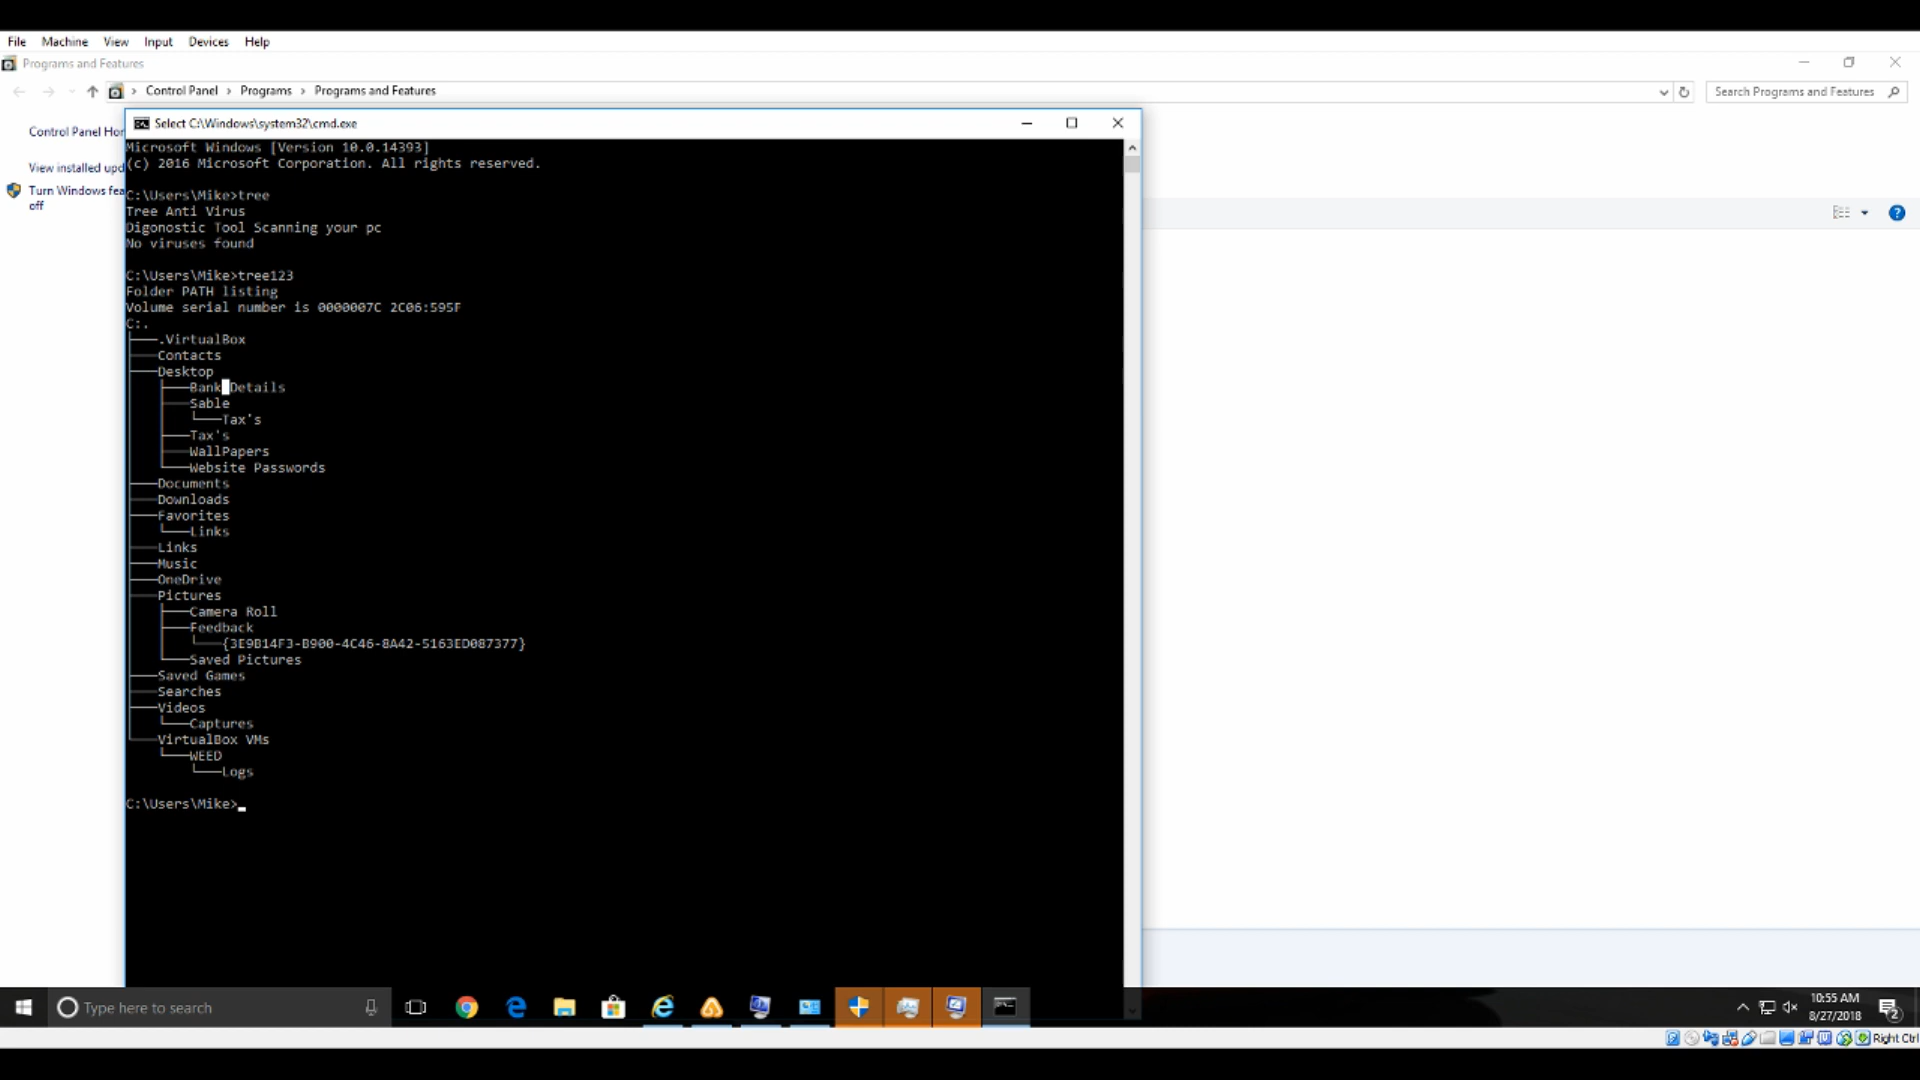 File Machine View Input Devices Help
Programs and Features
Control Panel > Programs > Programs and Features
Search Programs and Features
Control Panel Hor
View installed upd
Turn Windows fea
off
Select C:\Windows\system32\cmd.exe
Microsoft Windows [Version 10.0.14393]
(c) 2016 Microsoft Corporation. All rights reserved.
C:\Users\Mike>tree
Tree Anti Virus
Digonostic Tool Scanning your pc
No viruses found
C:\Users\Mike>tree123
Folder PATH listing
Volume serial number is 0000007C 2C06:595F
C:.
├───.VirtualBox
├───Contacts
├───Desktop
│   ├───Bank Details
│   ├───Sable
│   │   └───Tax's
│   ├───Tax's
│   ├───WallPapers
│   └───Website Passwords
├───Documents
├───Downloads
├───Favorites
│   └───Links
├───Links
├───Music
├───OneDrive
├───Pictures
│   ├───Camera Roll
│   ├───Feedback
│   │   └───{3E9B14F3-B900-4C46-8A42-5163ED087377}
│   └───Saved Pictures
├───Saved Games
├───Searches
├───Videos
│   └───Captures
└───VirtualBox VMs
    └───WEED
        └───Logs
C:\Users\Mike>_
Type here to search
10:55 AM
8/27/2018
2
Right Ctrl